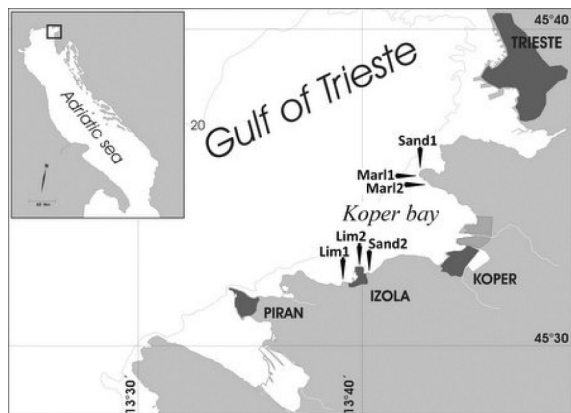 45°40
TRIESTE
Adriatic sea
N
Gulf of Trieste
20
Sand1
Marl1
Marl2
Koper bay
Lim2
Sand2
Lim1
KOPER
IZOLA
PIRAN
45°30
13°30´
13°40´